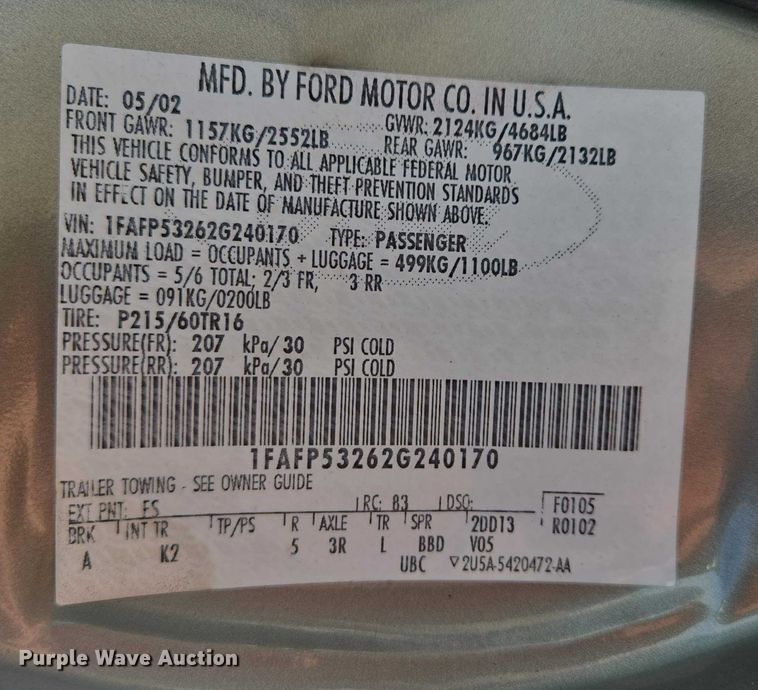 MFD. BY FORD MOTOR CO. IN U.S.A.
DATE: 05/02 GVWR: 2124KG/4684LB
FRONT GAWR: 1157KG/2552LB REAR GAWR: 967KG/2132LB
THIS VEHICLE CONFORMS TO ALL APPLICABLE FEDERAL MOTOR
VEHICLE SAFETY, BUMPER, AND THEFT PREVENTION STANDARDS
IN EFFECT ON THE DATE OF MANUFACTURE SHOWN ABOVE.
VIN: 1FAFP53262G240170 TYPE: PASSENGER
MAXIMUM LOAD = OCCUPANTS + LUGGAGE = 499KG/1100LB
OCCUPANTS = 5/6 TOTAL; 2/3 FR, 3 RR
LUGGAGE = 091KG/0200LB
TIRE: P215/60TR16
PRESSURE(FR): 207 kPa/30 PSI COLD
PRESSURE(RR): 207 kPa/30 PSI COLD
1FAFP53262G240170
TRAILER TOWING - SEE OWNER GUIDE
EXT PNT: FS RC: 83 DSO: F0105
BRK INT TR TP/PS R AXLE TR SPR 2DD13 R0102
A K2 5 3R L BBD V05
UBC ▽2U5A-5420472-AA
Purple Wave Auction